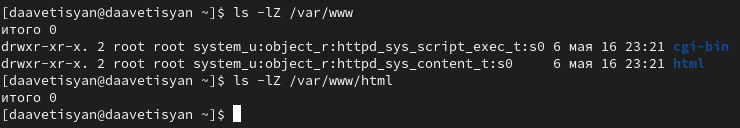 [daavetisyan@daavetisyan ~]$ ls -lZ /var/www
итого 0
drwxr-xr-x. 2 root root system_u:object_r:httpd_sys_script_exec_t:s0 6 мая 16 23:21 cgi-bin
drwxr-xr-x. 2 root root system_u:object_r:httpd_sys_content_t:s0     6 мая 16 23:21 html
[daavetisyan@daavetisyan ~]$ ls -lZ /var/www/html
итого 0
[daavetisyan@daavetisyan ~]$